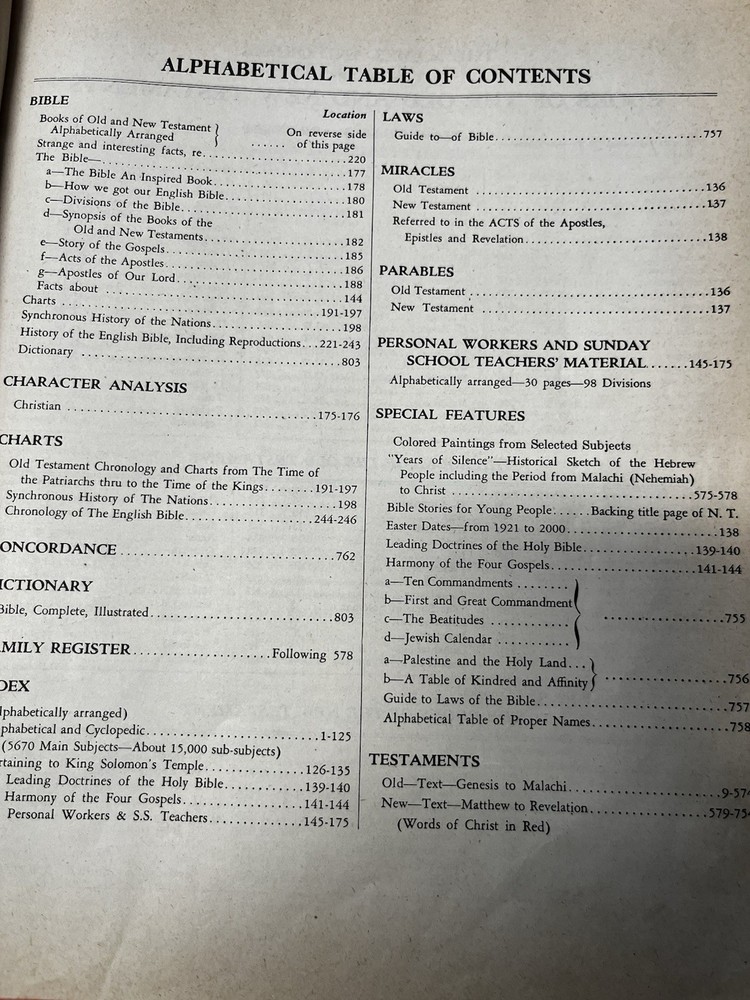 ALPHABETICAL TABLE OF CONTENTS
BIBLE
Location
Books of Old and New Testament
Alphabetically Arranged } ...... On reverse side of this page
Strange and interesting facts, re..........220
The Bible—..........177
a—The Bible An Inspired Book..........178
b—How we got our English Bible..........180
c—Divisions of the Bible..........181
d—Synopsis of the Books of the
Old and New Testaments..........182
e—Story of the Gospels..........185
f—Acts of the Apostles..........186
g—Apostles of Our Lord..........188
Facts about ..........144
Charts ..........191-197
Synchronous History of the Nations..........198
History of the English Bible, Including Reproductions...221-243
Dictionary ..........803
CHARACTER ANALYSIS
Christian ..........175-176
CHARTS
Old Testament Chronology and Charts from The Time of
the Patriarchs thru to the Time of the Kings........191-197
Synchronous History of The Nations..........198
Chronology of The English Bible..........244-246
ONCORDANCE ..........762
ICTIONARY
Bible, Complete, Illustrated..........803
MILY REGISTER..........Following 578
DEX
lphabetically arranged)
phabetical and Cyclopedic..........1-125
(5670 Main Subjects—About 15,000 sub-subjects)
rtaining to King Solomon's Temple..........126-135
Leading Doctrines of the Holy Bible..........139-140
Harmony of the Four Gospels..........141-144
Personal Workers & S.S. Teachers..........145-175
LAWS
Guide to—of Bible..........757
MIRACLES
Old Testament ..........136
New Testament ..........137
Referred to in the ACTS of the Apostles,
Epistles and Revelation..........138
PARABLES
Old Testament ..........136
New Testament ..........137
PERSONAL WORKERS AND SUNDAY
SCHOOL TEACHERS' MATERIAL.......145-175
Alphabetically arranged—30 pages—98 Divisions
SPECIAL FEATURES
Colored Paintings from Selected Subjects
"Years of Silence"—Historical Sketch of the Hebrew
People including the Period from Malachi (Nehemiah)
to Christ ..........575-578
Bible Stories for Young People......Backing title page of N. T.
Easter Dates—from 1921 to 2000..........138
Leading Doctrines of the Holy Bible..........139-140
Harmony of the Four Gospels..........141-144
a—Ten Commandments ........
b—First and Great Commandment
c—The Beatitudes .......... } ..........755
d—Jewish Calendar ..........
a—Palestine and the Holy Land...
b—A Table of Kindred and Affinity } ..........756
Guide to Laws of the Bible..........757
Alphabetical Table of Proper Names..........758
TESTAMENTS
Old—Text—Genesis to Malachi..........9-574
New—Text—Matthew to Revelation..........579-754
(Words of Christ in Red)